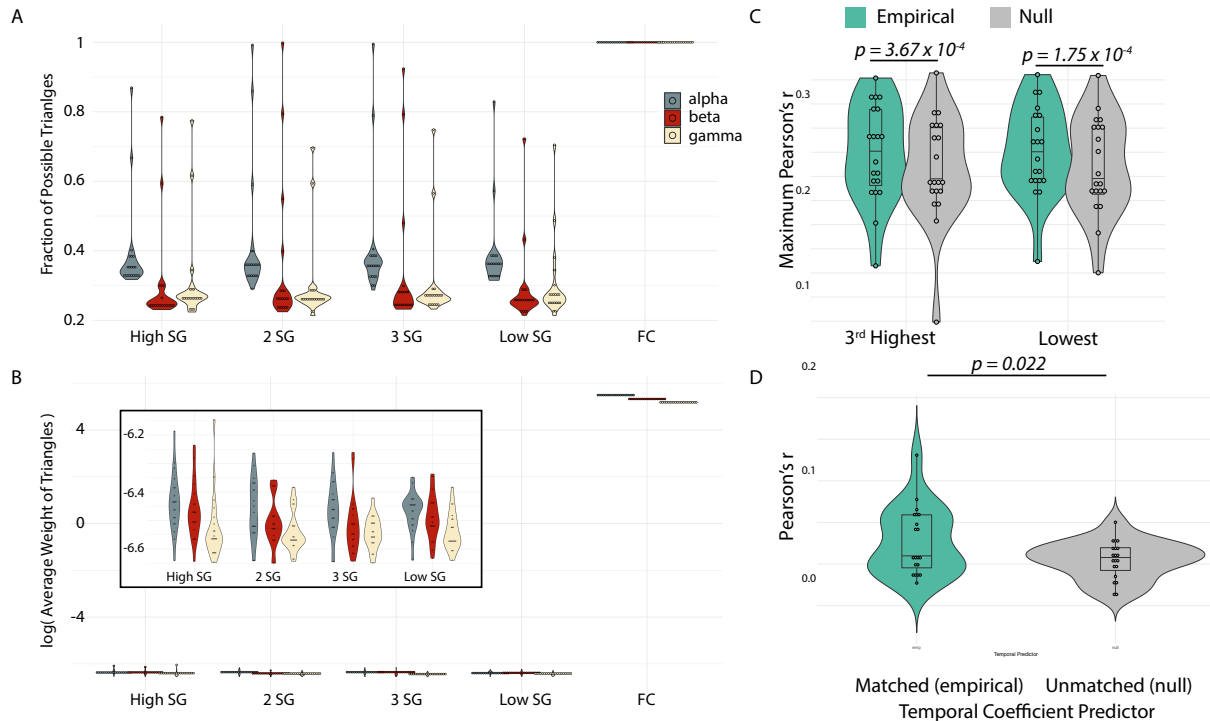 A
Fraction of Possible Trianlges
1
0.8
0.6
0.4
0.2
High SG
2 SG
3 SG
Low SG
FC
alpha
beta
gamma
B
log( Average Weight of Triangles )
4
0
-4
-6.2
-6.4
-6.6
High SG
2 SG
3 SG
Low SG
High SG
2 SG
3 SG
Low SG
FC
C
Empirical
Null
p = 3.67 x 10-4
p = 1.75 x 10-4
Maximum Pearson's r
0.3
0.2
0.1
3rd Highest
Lowest
D
p = 0.022
Pearson's r
0.2
0.1
0.0
emp
null
Temporal Predictor
Matched (empirical)
Unmatched (null)
Temporal Coefficient Predictor